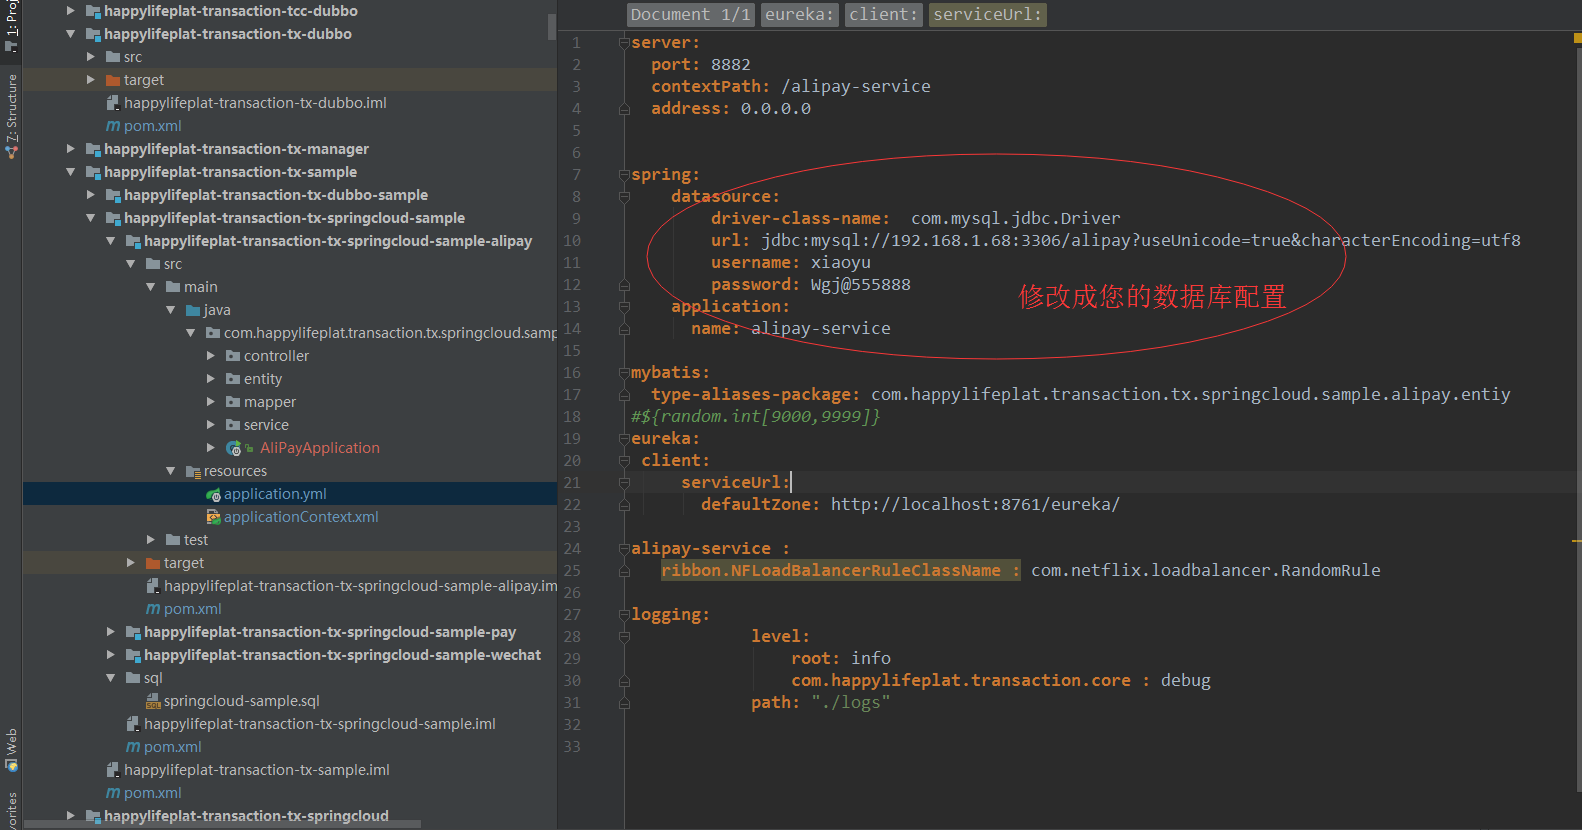 1: Proj
7: Structure
Web
vorites
happylifeplat-transaction-tcc-dubbo
happylifeplat-transaction-tx-dubbo
src
target
happylifeplat-transaction-tx-dubbo.iml
pom.xml
happylifeplat-transaction-tx-manager
happylifeplat-transaction-tx-sample
happylifeplat-transaction-tx-dubbo-sample
happylifeplat-transaction-tx-springcloud-sample
happylifeplat-transaction-tx-springcloud-sample-alipay
src
main
java
com.happylifeplat.transaction.tx.springcloud.samp
controller
entity
mapper
service
AliPayApplication
resources
application.yml
applicationContext.xml
test
target
happylifeplat-transaction-tx-springcloud-sample-alipay.im
pom.xml
happylifeplat-transaction-tx-springcloud-sample-pay
happylifeplat-transaction-tx-springcloud-sample-wechat
sql
springcloud-sample.sql
happylifeplat-transaction-tx-springcloud-sample.iml
pom.xml
happylifeplat-transaction-tx-sample.iml
pom.xml
happylifeplat-transaction-tx-springcloud
Document 1/1 eureka: client: serviceUrl:
1 server:
2 port: 8882
3 contextPath: /alipay-service
4 address: 0.0.0.0
5
6
7 spring:
8 datasource:
9 driver-class-name: com.mysql.jdbc.Driver
10 url: jdbc:mysql://192.168.1.68:3306/alipay?useUnicode=true&characterEncoding=utf8
11 username: xiaoyu
12 password: Wgj@555888
修改成您的数据库配置
13 application:
14 name: alipay-service
15
16 mybatis:
17 type-aliases-package: com.happylifeplat.transaction.tx.springcloud.sample.alipay.entiy
18 #${random.int[9000,9999]}
19 eureka:
20 client:
21 serviceUrl:
22 defaultZone: http://localhost:8761/eureka/
23
24 alipay-service :
25 ribbon.NFLoadBalancerRuleClassName : com.netflix.loadbalancer.RandomRule
26
27 logging:
28 level:
29 root: info
30 com.happylifeplat.transaction.core : debug
31 path: "./logs"
32
33